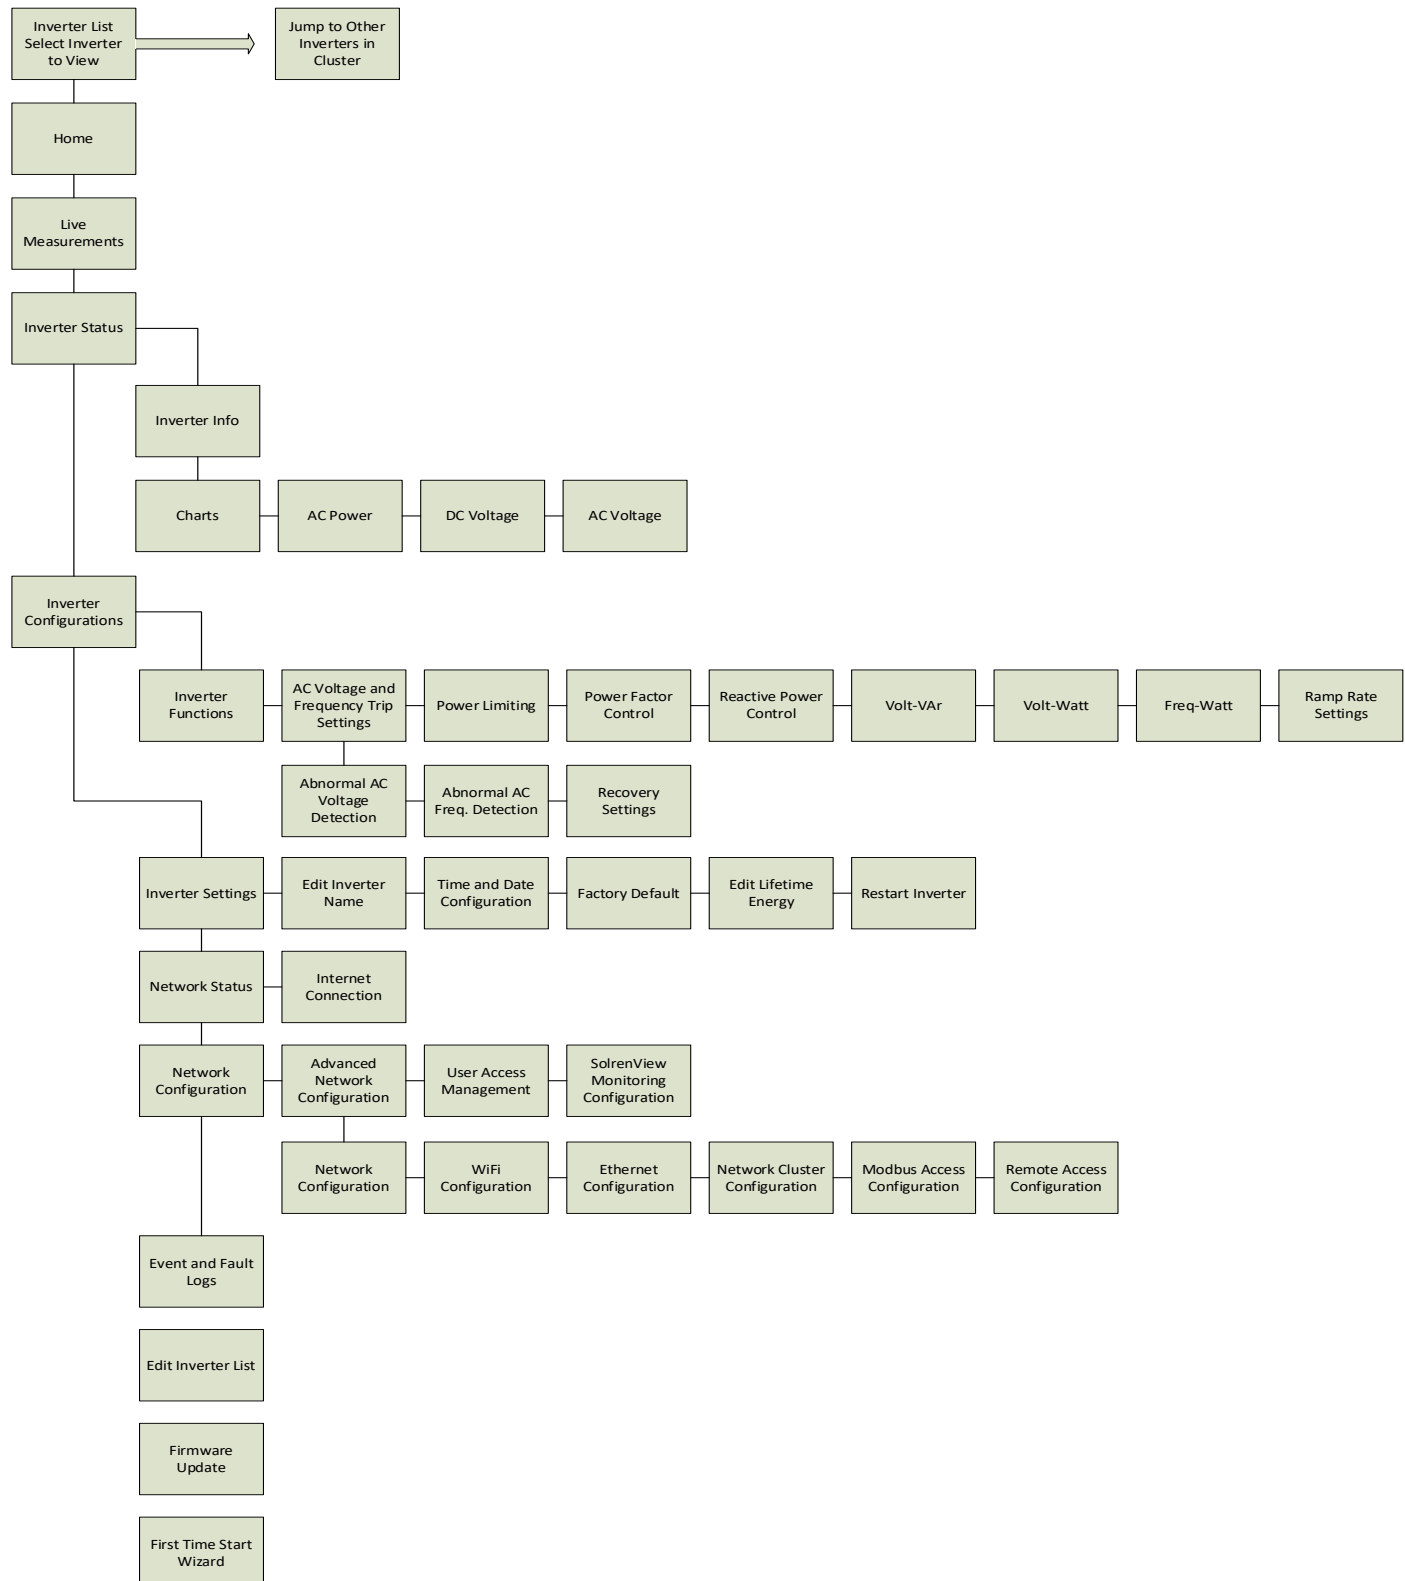 Inverter List
Select Inverter
to View
Jump to Other
Inverters in
Cluster
Home
Live
Measurements
Inverter Status
Inverter Info
Charts
AC Power
DC Voltage
AC Voltage
Inverter
Configurations
Inverter
Functions
AC Voltage and
Frequency Trip
Settings
Power Limiting
Power Factor
Control
Reactive Power
Control
Volt-VAr
Volt-Watt
Freq-Watt
Ramp Rate
Settings
Abnormal AC
Voltage
Detection
Abnormal AC
Freq. Detection
Recovery
Settings
Inverter Settings
Edit Inverter
Name
Time and Date
Configuration
Factory Default
Edit Lifetime
Energy
Restart Inverter
Network Status
Internet
Connection
Network
Configuration
Advanced
Network
Configuration
User Access
Management
SolrenView
Monitoring
Configuration
Network
Configuration
WiFi
Configuration
Ethernet
Configuration
Network Cluster
Configuration
Modbus Access
Configuration
Remote Access
Configuration
Event and Fault
Logs
Edit Inverter List
Firmware
Update
First Time Start
Wizard